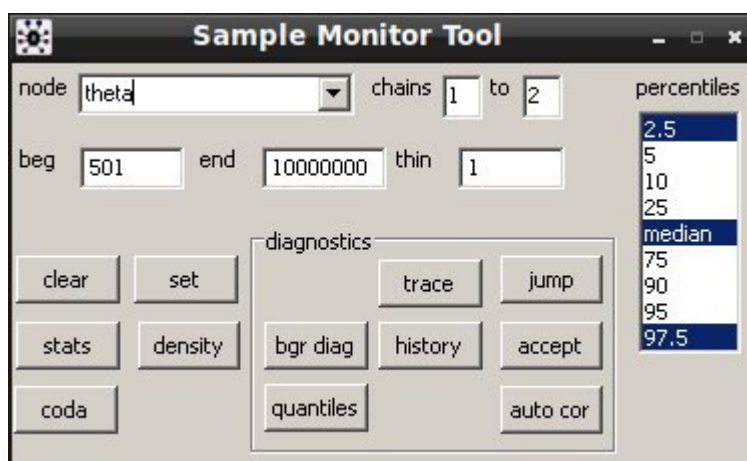 Sample Monitor Tool
node theta chains 1 to 2 percentiles
beg 501 end 10000000 thin 1
2.5
5
10
25
median
75
90
95
97.5
diagnostics
clear set trace jump
stats density bgr diag history accept
coda quantiles auto cor